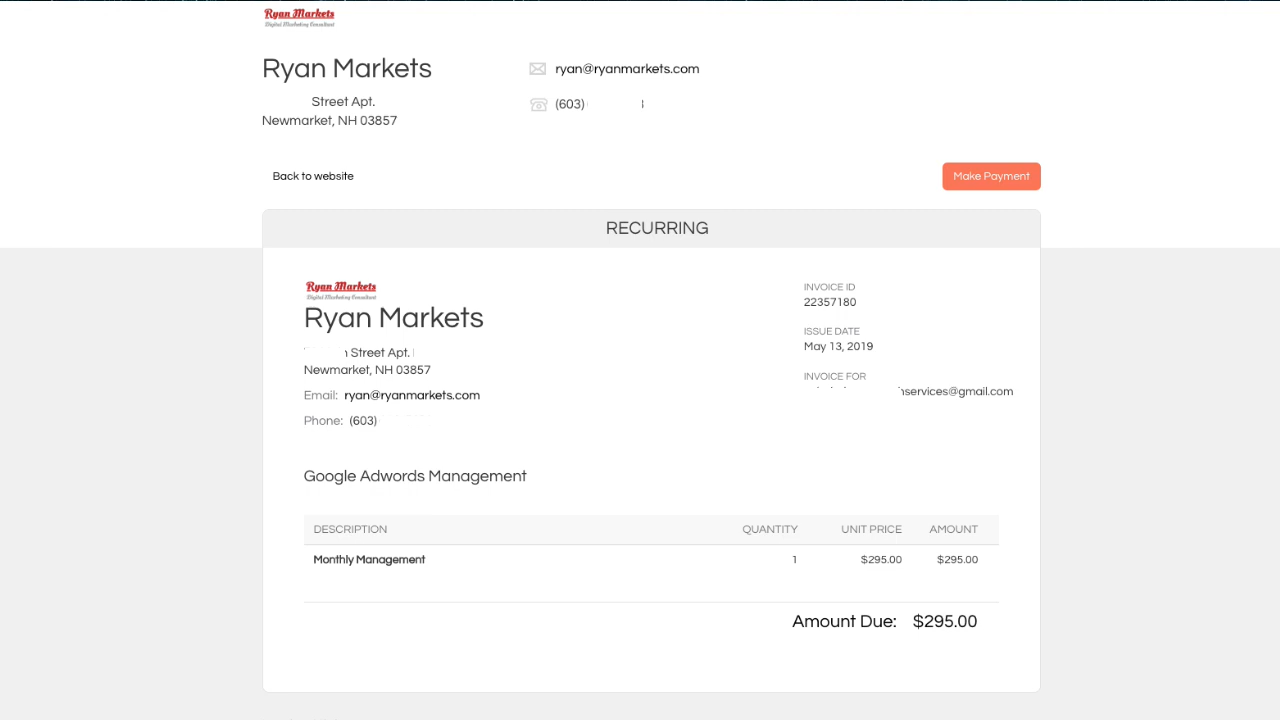 Ryan Markets
Digital Marketing Consultant
Ryan Markets
Street Apt.
Newmarket, NH 03857
ryan@ryanmarkets.com
(603)
Back to website
Make Payment
RECURRING
Ryan Markets
Digital Marketing Consultant
Ryan Markets
Street Apt.
Newmarket, NH 03857
Email: ryan@ryanmarkets.com
Phone: (603)
INVOICE ID
22357180
ISSUE DATE
May 13, 2019
INVOICE FOR
services@gmail.com
Google Adwords Management
DESCRIPTION QUANTITY UNIT PRICE AMOUNT
Monthly Management 1 $295.00 $295.00
Amount Due: $295.00